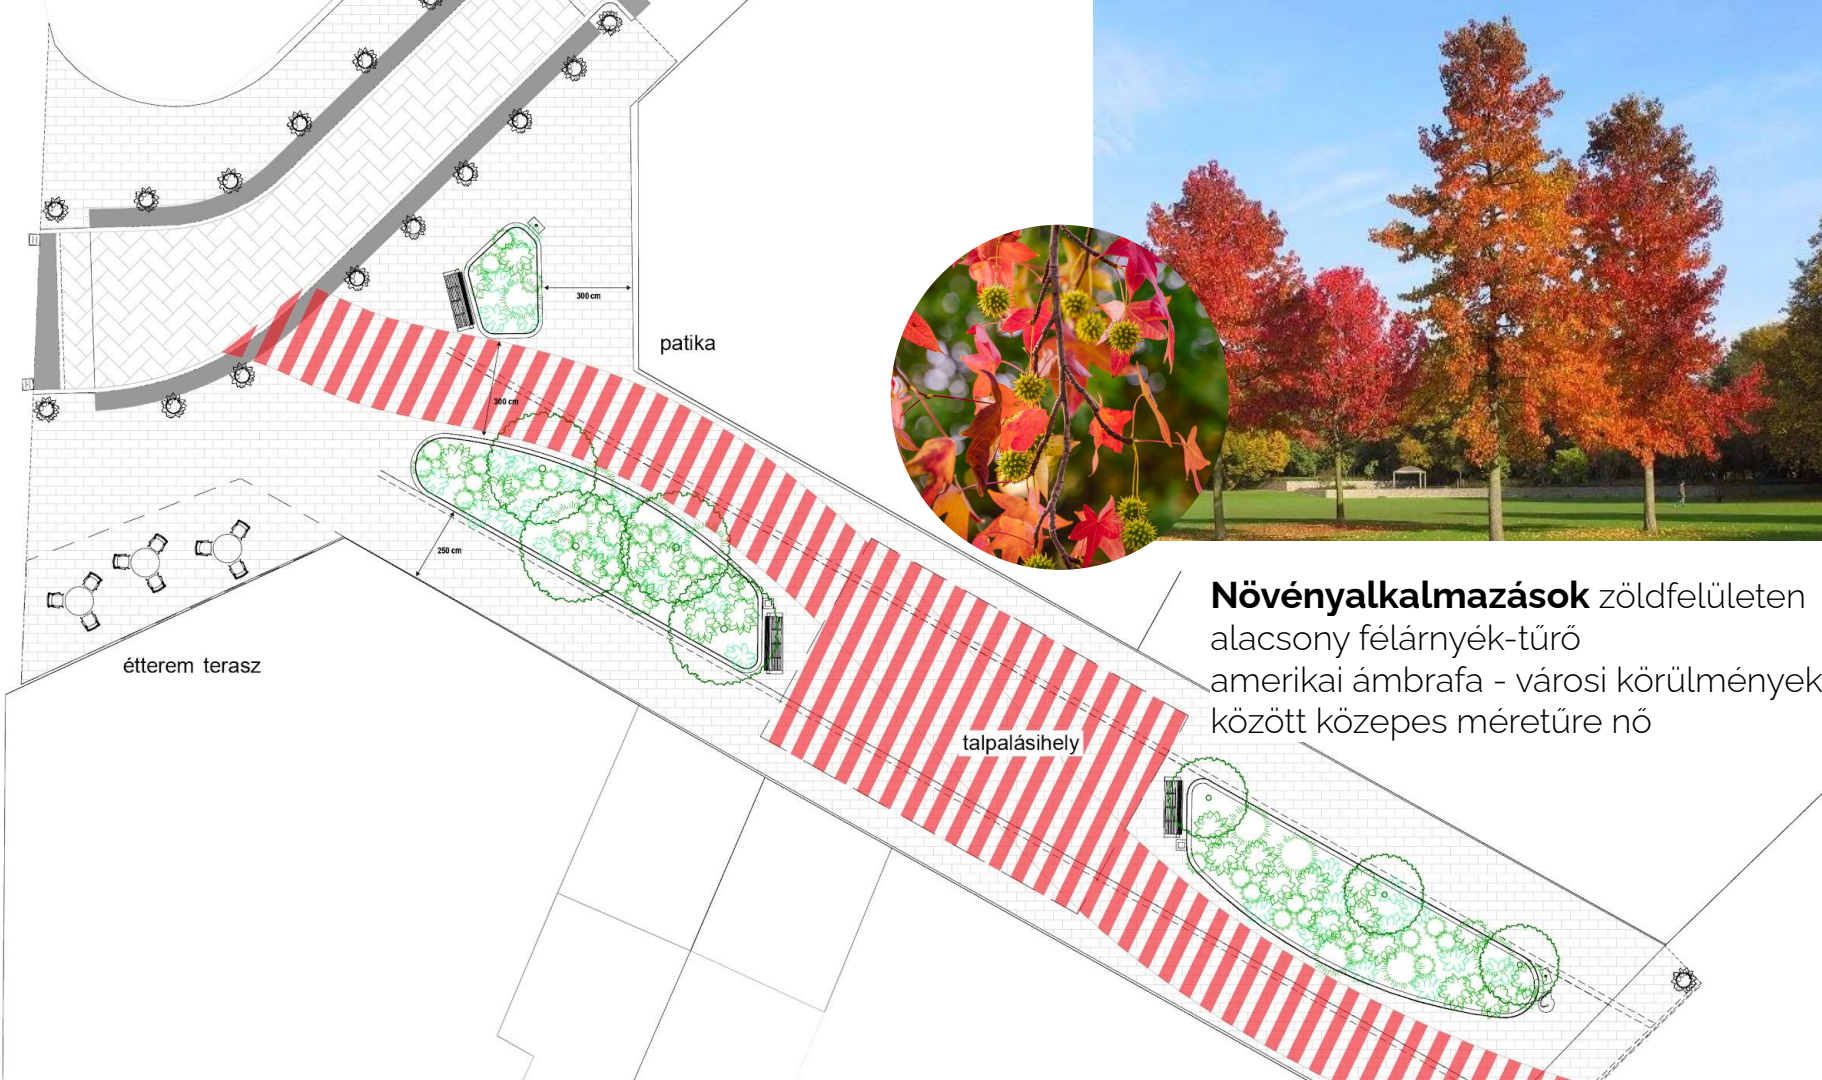 300 cm
patika
300 cm
250 cm
étterem terasz
talpalásihely
Növényalkalmazások zöldfelületen
alacsony félárnyék-tűrő
amerikai ámbrafa - városi körülmények
között közepes méretűre nő